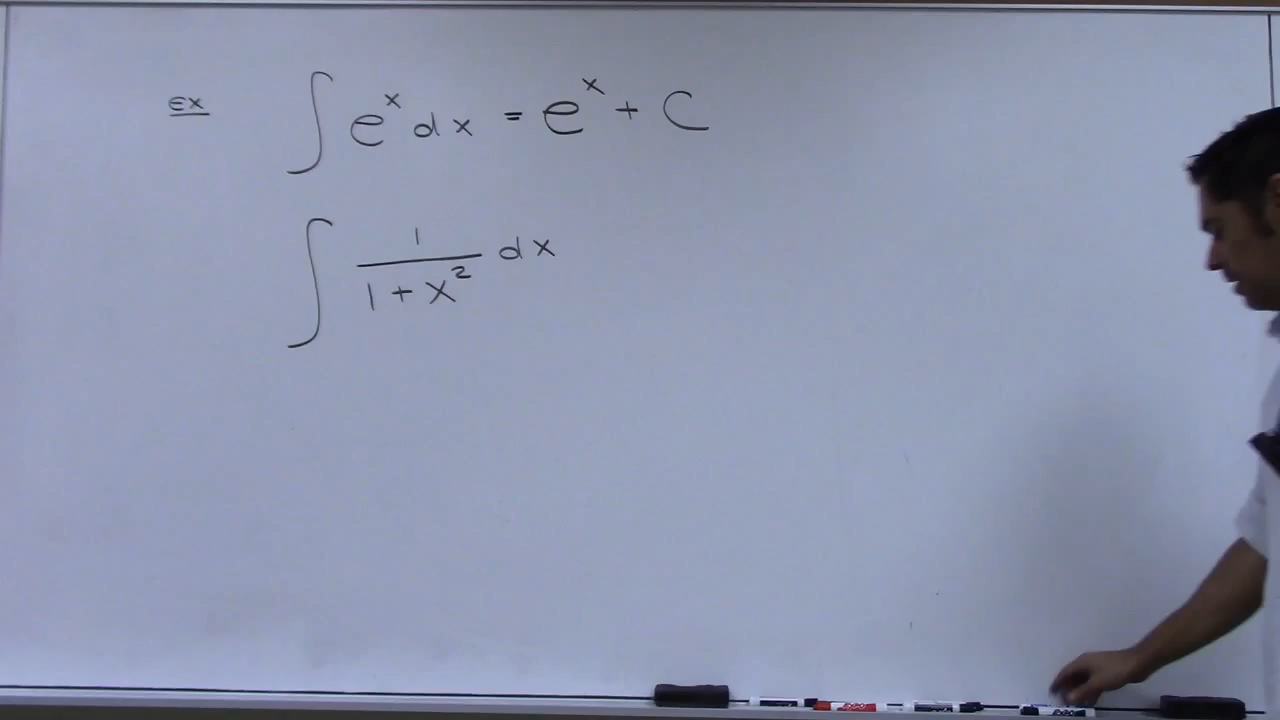 EX ∫ e^x dx = e^x + C
∫ 1/(1 + x^2) dx